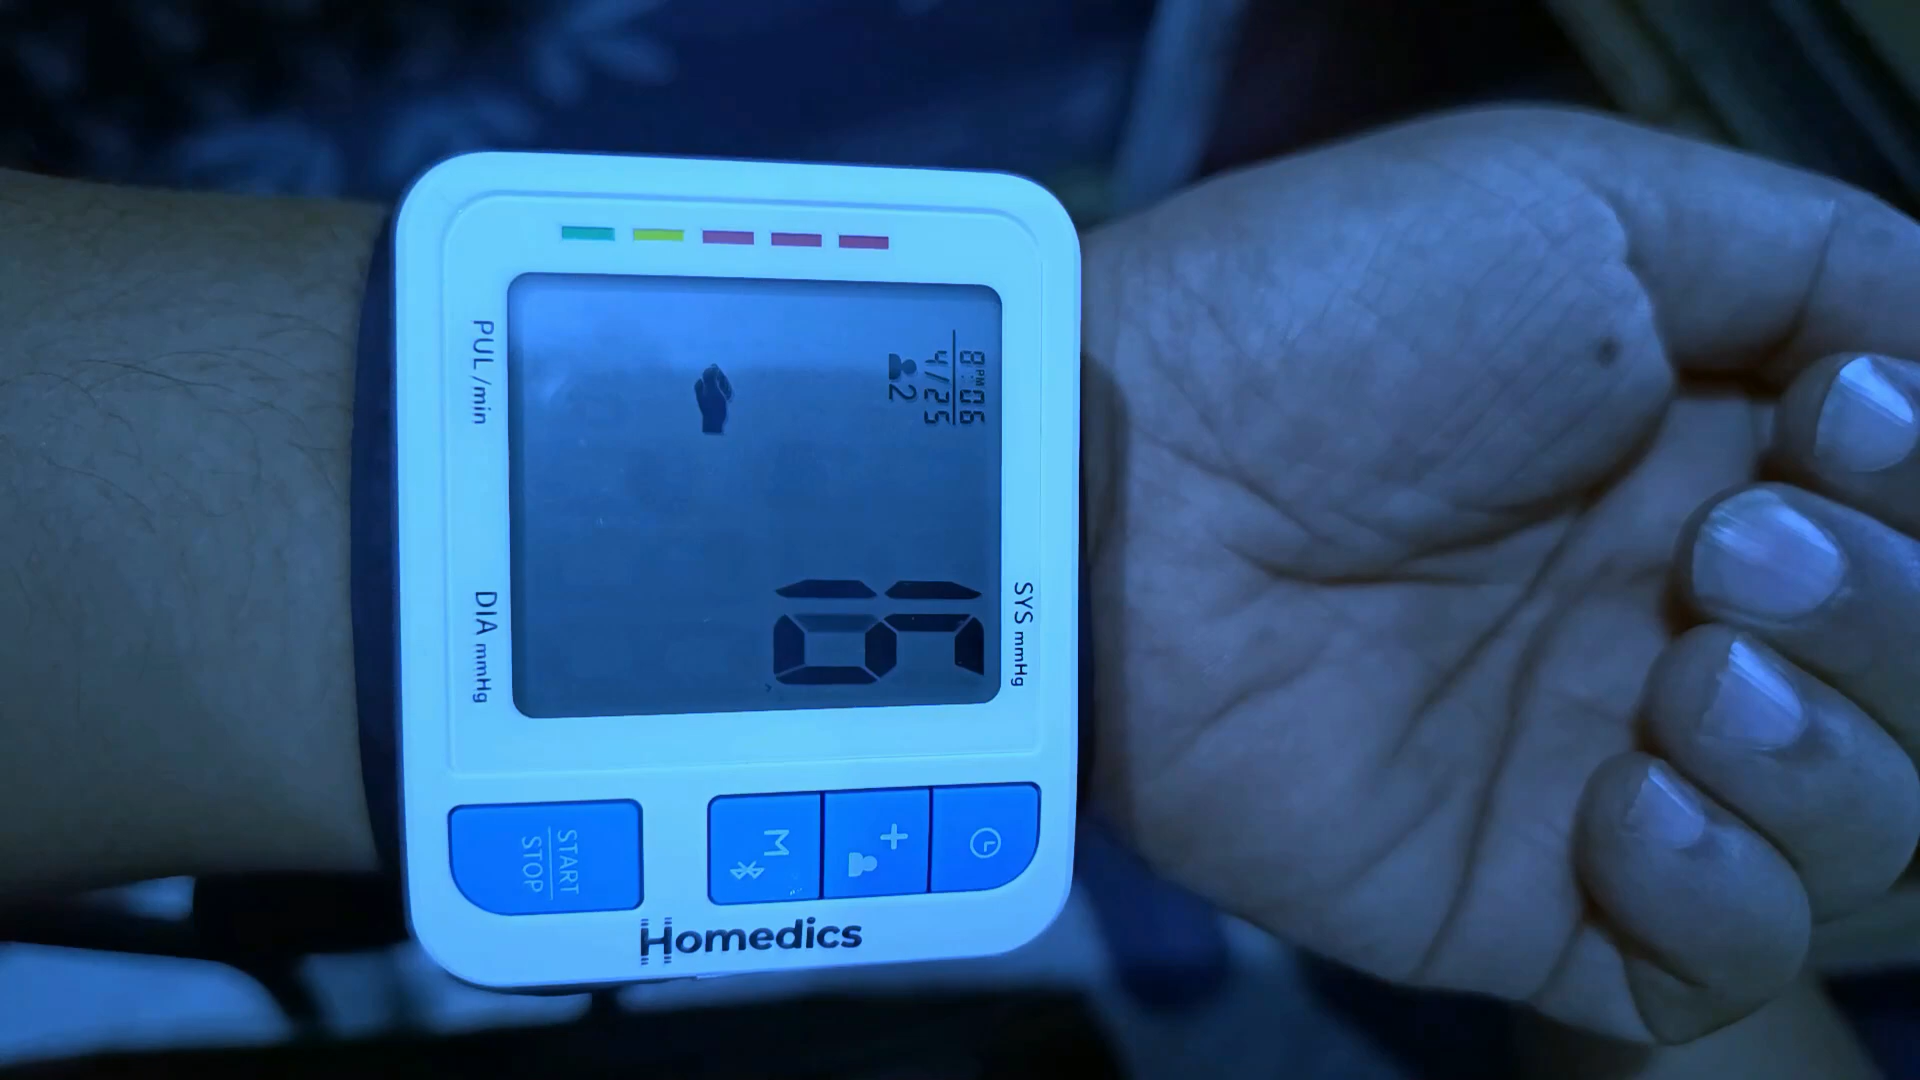 8:06 PM
4/25
2
SYS mmHg
PUL /min
DIA mmHg
+
M
START
STOP
Homedics